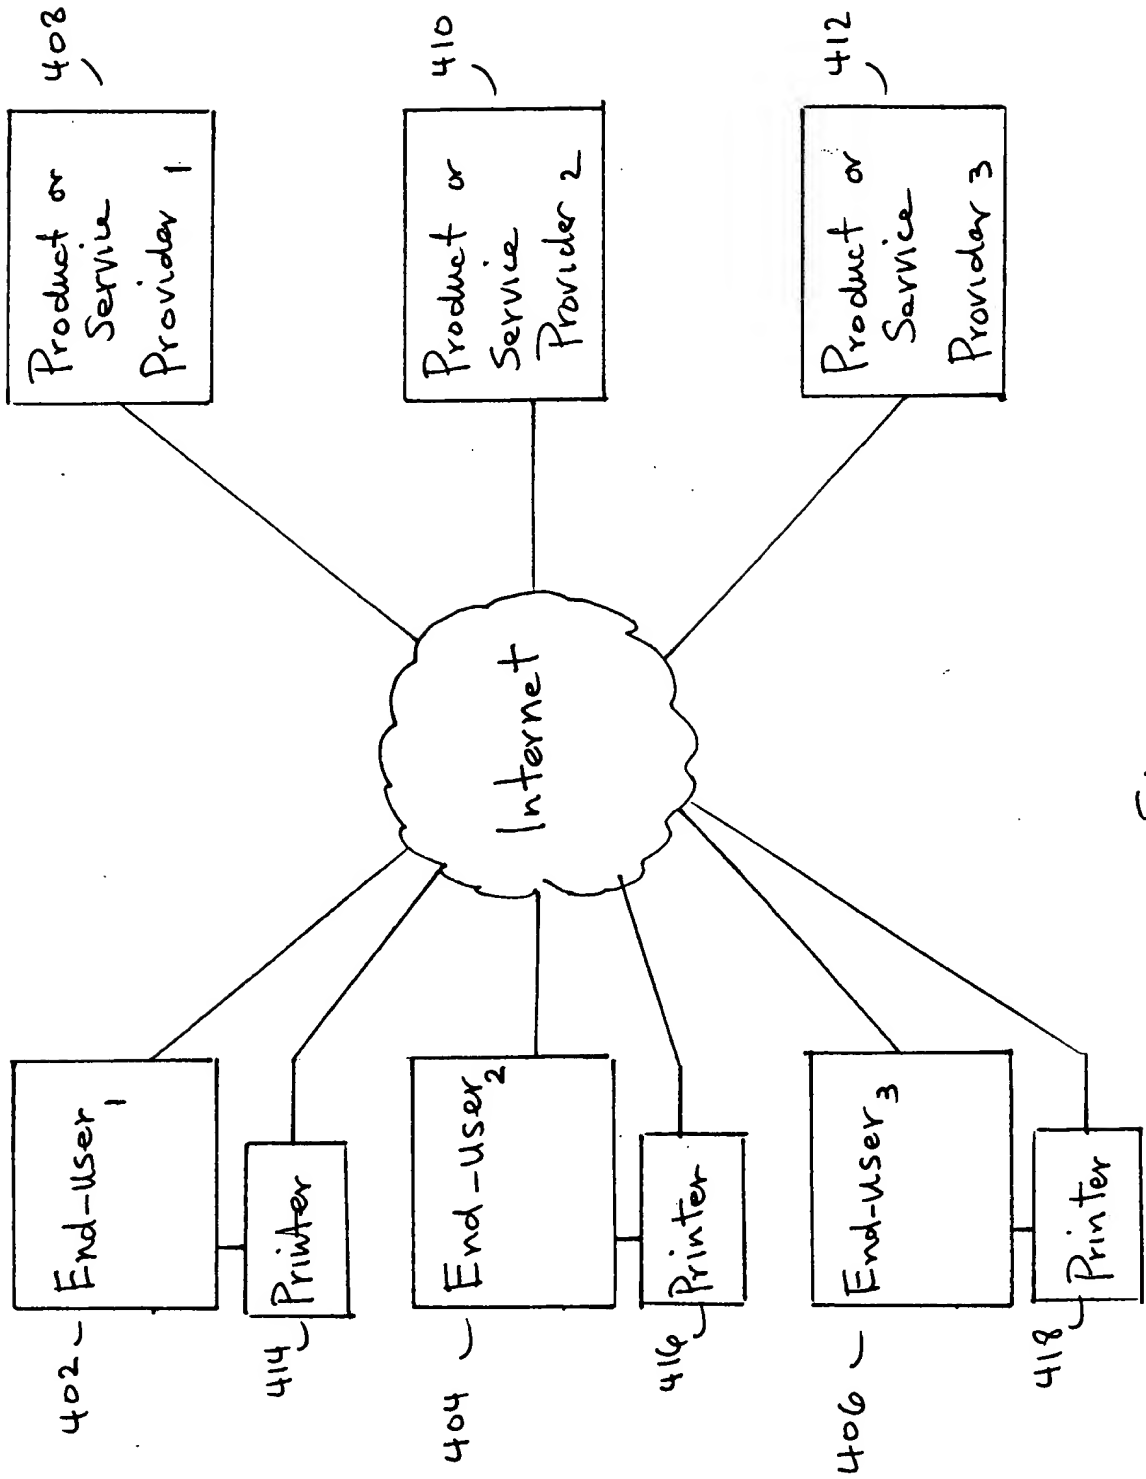 402
End-user1
414
Printer
404
End-user2
416
Printer
406
End-user3
418
Printer
Internet
408
Product or
Service
Provider 1
410
Product or
Service
Provider 2
412
Product or
Service
Provider 3